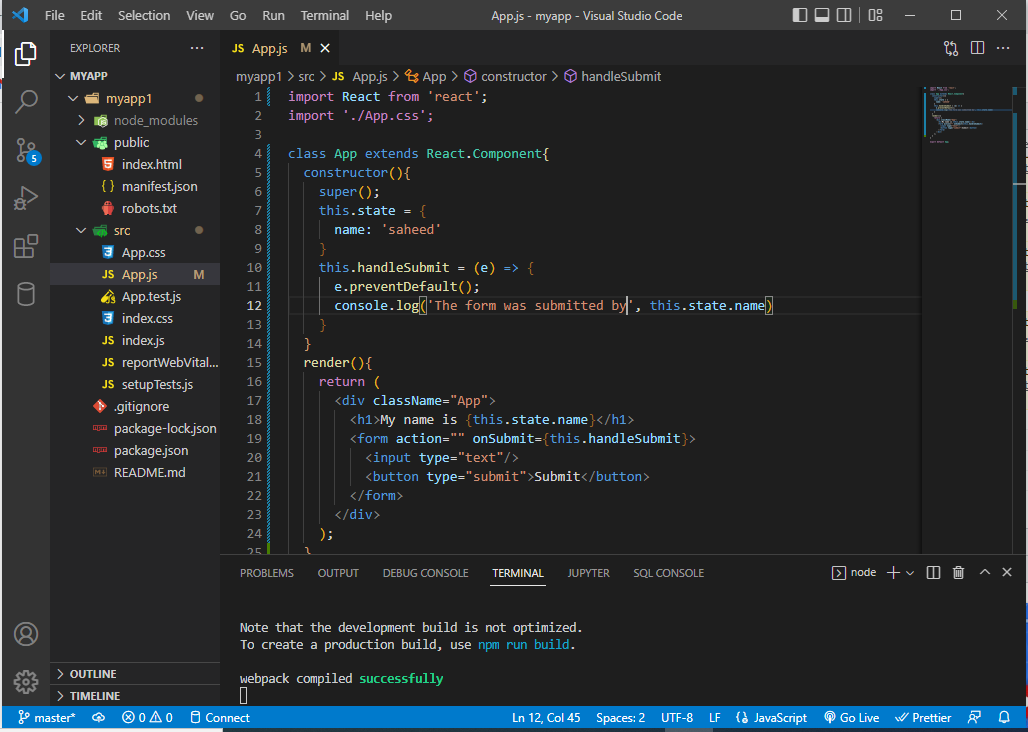 File Edit Selection View Go Run Terminal Help App.js - myapp - Visual Studio Code
EXPLORER
MYAPP
myapp1
node_modules
public
index.html
manifest.json
robots.txt
src
App.css
App.js M
App.test.js
index.css
index.js
reportWebVital...
setupTests.js
.gitignore
package-lock.json
package.json
README.md
OUTLINE
TIMELINE
5
JS App.js M
myapp1 > src > JS App.js > App > constructor > handleSubmit
1 import React from 'react';
2 import './App.css';
3
4 class App extends React.Component{
5 constructor(){
6 super();
7 this.state = {
8 name: 'saheed'
9 }
10 this.handleSubmit = (e) => {
11 e.preventDefault();
12 console.log('The form was submitted by', this.state.name)
13 }
14 }
15 render(){
16 return (
17 <div className="App">
18 <h1>My name is {this.state.name}</h1>
19 <form action="" onSubmit={this.handleSubmit}>
20 <input type="text"/>
21 <button type="submit">Submit</button>
22 </form>
23 </div>
24 );
25 }
PROBLEMS OUTPUT DEBUG CONSOLE TERMINAL JUPYTER SQL CONSOLE node
Note that the development build is not optimized.
To create a production build, use npm run build.
webpack compiled successfully
master* 0 0 Connect Ln 12, Col 45 Spaces: 2 UTF-8 LF JavaScript Go Live Prettier